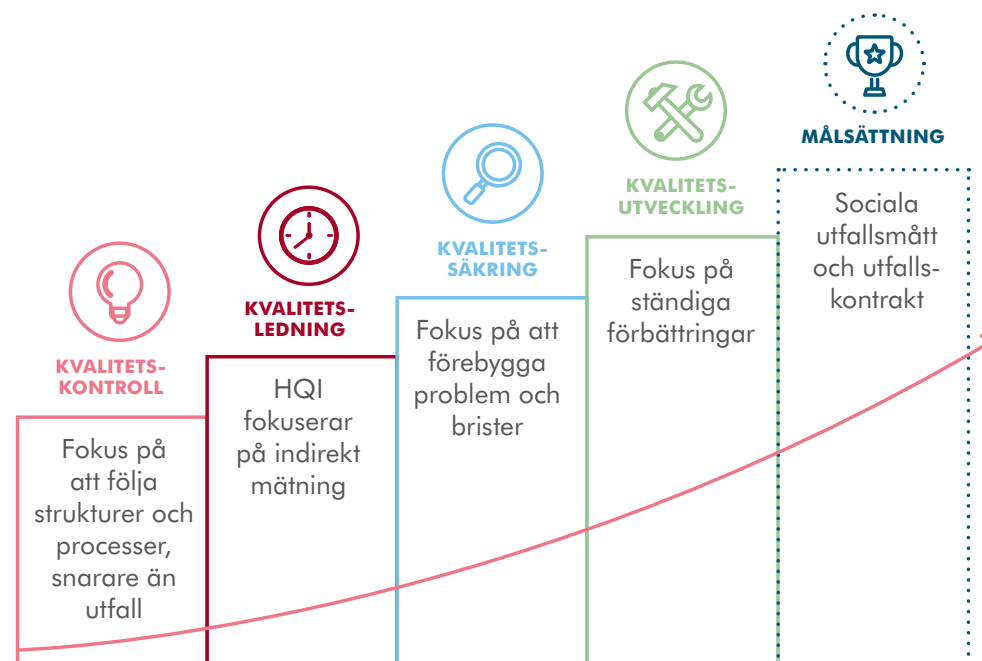 KVALITETS-
KONTROLL
Fokus på
att följa
strukturer och
processer,
snarare än
utfall
KVALITETS-
LEDNING
HQI
fokuserar
på indirekt
mätning
KVALITETS-
SÄKRING
Fokus på att
förebygga
problem och
brister
KVALITETS-
UTVECKLING
Fokus på
ständiga
förbättringar
MÅLSÄTTNING
Sociala
utfallsmått
och utfalls-
kontrakt